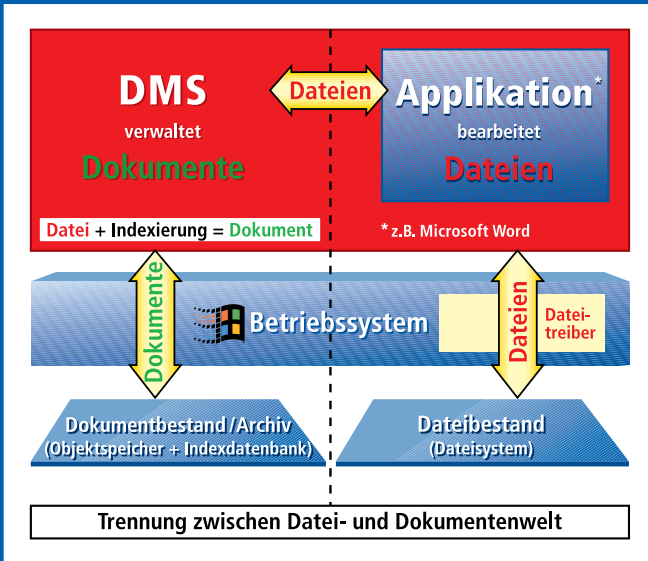 DMS
verwaltet
Dokumente
Dateien
Applikation*
bearbeitet
Dateien
Datei + Indexierung = Dokument
* z.B. Microsoft Word
Dokumente
Betriebssystem
Dateien
Datei-
treiber
Dokumentbestand/Archiv
(Objektspeicher + Indexdatenbank)
Dateibestand
(Dateisystem)
Trennung zwischen Datei- und Dokumentenwelt